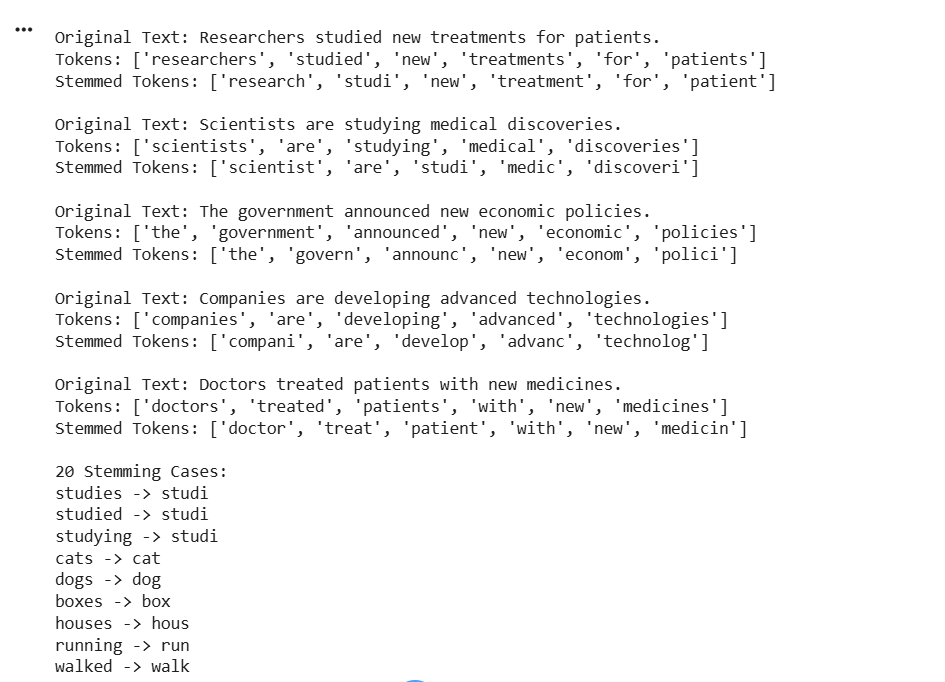 Original Text: Researchers studied new treatments for patients.
Tokens: ['researchers', 'studied', 'new', 'treatments', 'for', 'patients']
Stemmed Tokens: ['research', 'studi', 'new', 'treatment', 'for', 'patient']
Original Text: Scientists are studying medical discoveries.
Tokens: ['scientists', 'are', 'studying', 'medical', 'discoveries']
Stemmed Tokens: ['scientist', 'are', 'studi', 'medic', 'discoveri']
Original Text: The government announced new economic policies.
Tokens: ['the', 'government', 'announced', 'new', 'economic', 'policies']
Stemmed Tokens: ['the', 'govern', 'announc', 'new', 'econom', 'polici']
Original Text: Companies are developing advanced technologies.
Tokens: ['companies', 'are', 'developing', 'advanced', 'technologies']
Stemmed Tokens: ['compani', 'are', 'develop', 'advanc', 'technolog']
Original Text: Doctors treated patients with new medicines.
Tokens: ['doctors', 'treated', 'patients', 'with', 'new', 'medicines']
Stemmed Tokens: ['doctor', 'treat', 'patient', 'with', 'new', 'medicin']
20 Stemming Cases:
studies -> studi
studied -> studi
studying -> studi
cats -> cat
dogs -> dog
boxes -> box
houses -> hous
running -> run
walked -> walk